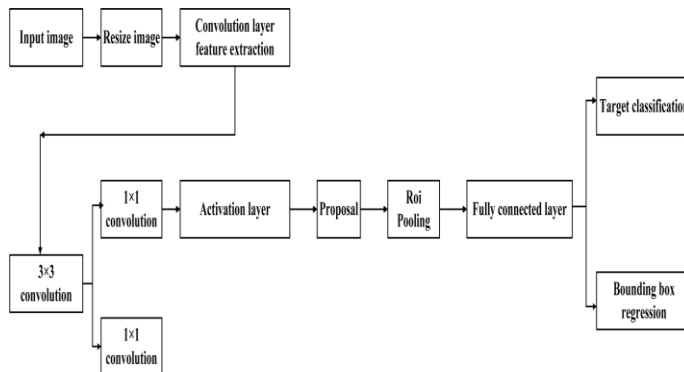 Input image
Resize image
Convolution layer
feature extraction
Target classification
1×1
convolution
Activation layer
Proposal
Roi
Pooling
Fully connected layer
3×3
convolution
Bounding box
regression
1×1
convolution